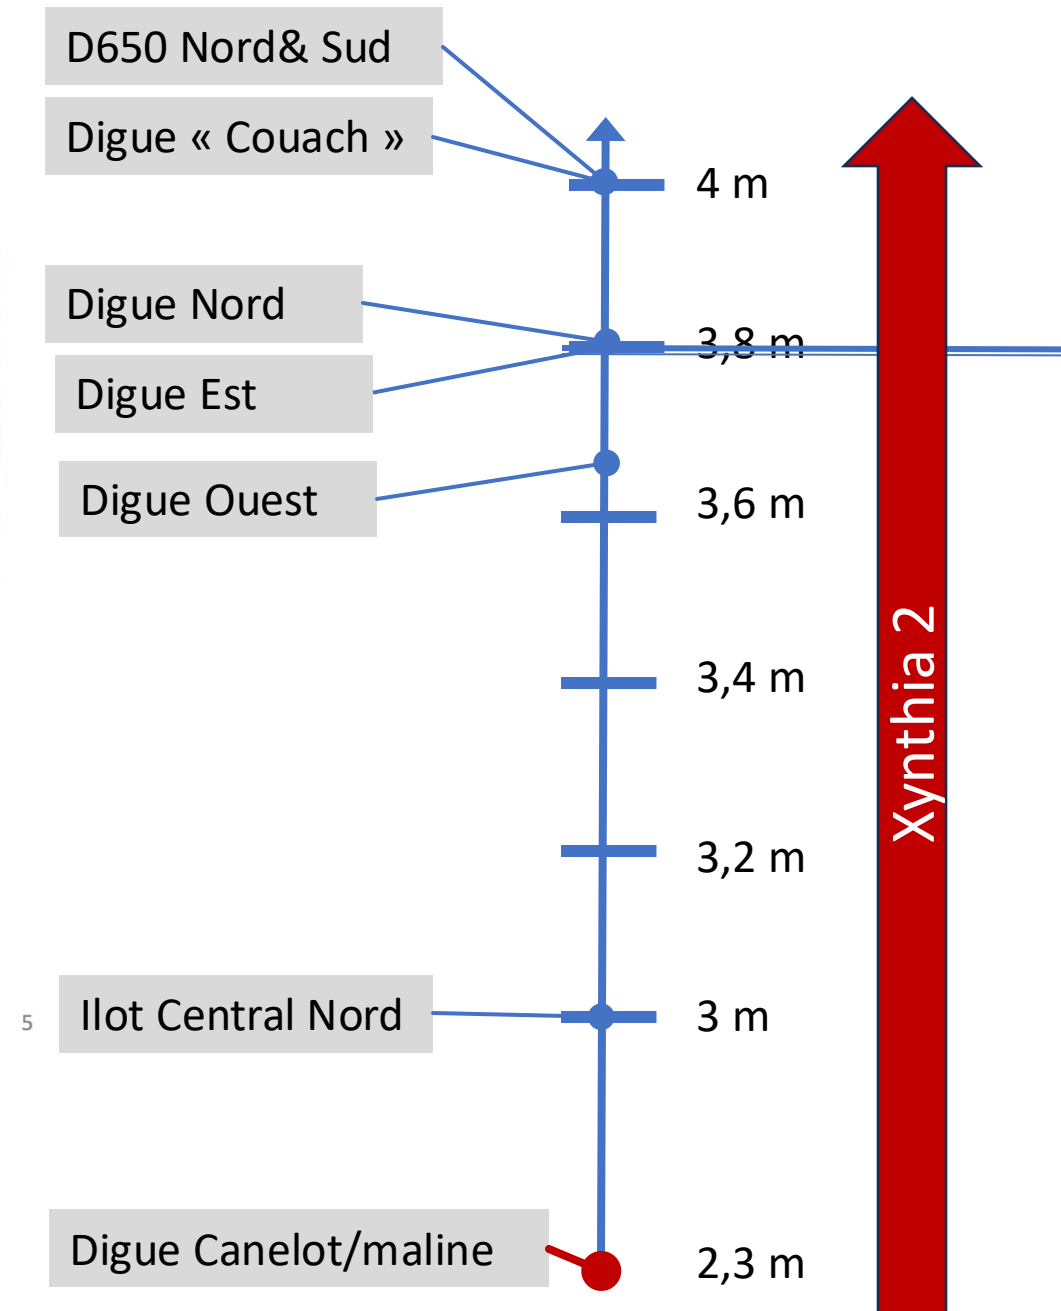 D650 Nord& Sud
Digue « Couach »
4 m
Digue Nord
3,8 m
Digue Est
Digue Ouest
3,6 m
3,4 m
Xynthia 2
3,2 m
5
Ilot Central Nord
3 m
Digue Canelot/maline
2,3 m